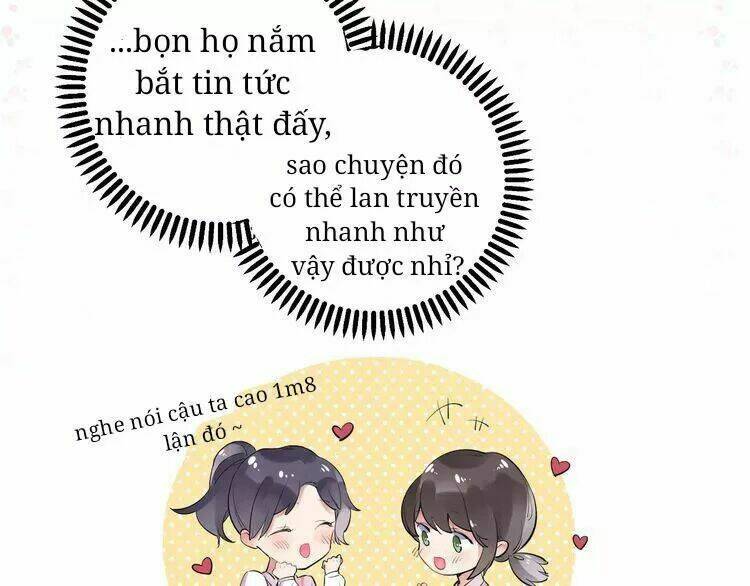 ...bọn họ nắm
bắt tin tức
nhanh thật đấy,
sao chuyện đó
có thể lan truyền
nhanh như
vậy được nhỉ?
nghe nói cậu ta cao 1m8
lận đó ~